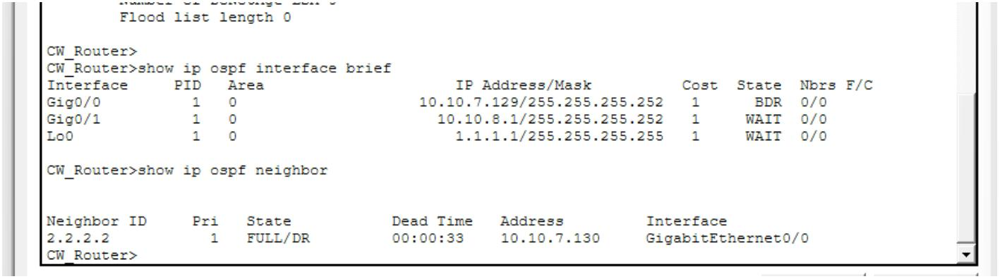 Flood list length 0
CW_Router>
CW_Router>show ip ospf interface brief
Interface PID Area IP Address/Mask Cost State Nbrs F/C
Gig0/0 1 0 10.10.7.129/255.255.255.252 1 BDR 0/0
Gig0/1 1 0 10.10.8.1/255.255.255.252 1 WAIT 0/0
Lo0 1 0 1.1.1.1/255.255.255.255 1 WAIT 0/0
CW_Router>show ip ospf neighbor
Neighbor ID Pri State Dead Time Address Interface
2.2.2.2 1 FULL/DR 00:00:33 10.10.7.130 GigabitEthernet0/0
CW_Router>